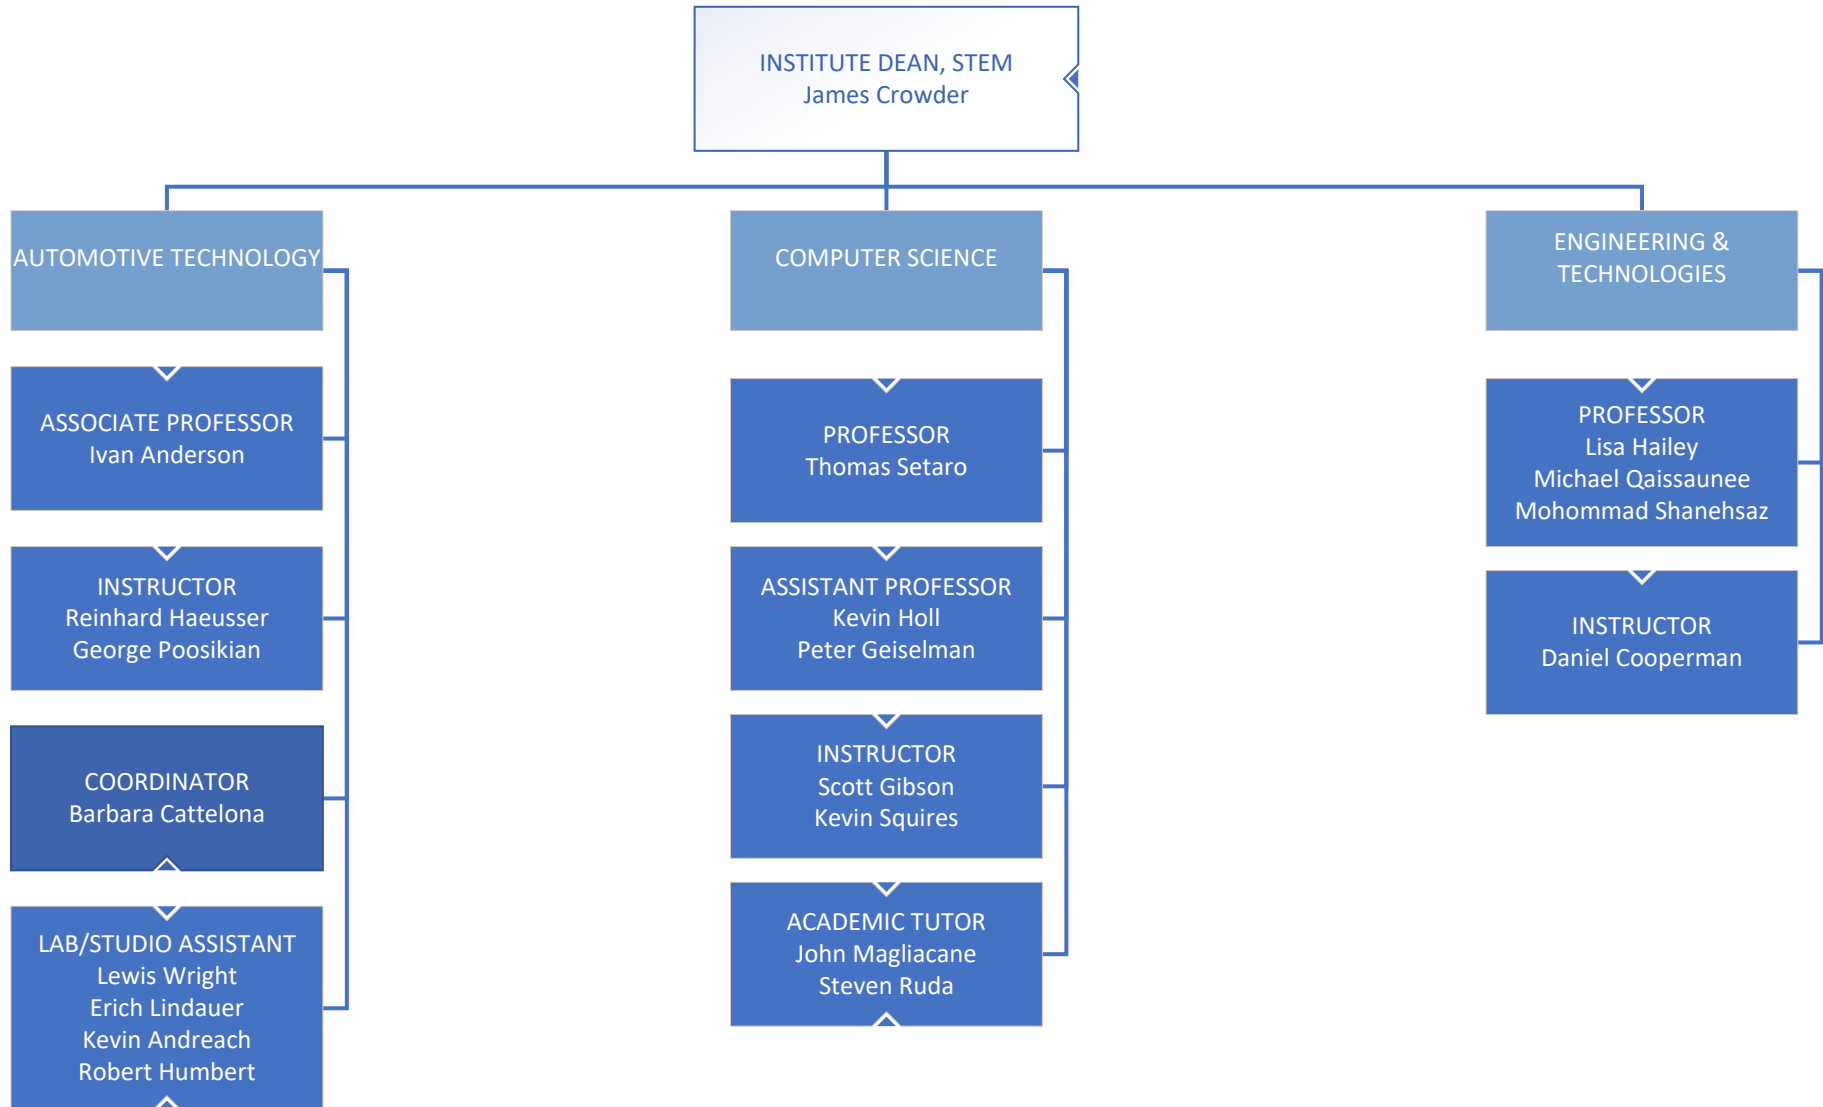 INSTITUTE DEAN, STEM
James Crowder
AUTOMOTIVE TECHNOLOGY
ASSOCIATE PROFESSOR
Ivan Anderson
INSTRUCTOR
Reinhard Haeusser
George Poosikian
COORDINATOR
Barbara Cattelona
LAB/STUDIO ASSISTANT
Lewis Wright
Erich Lindauer
Kevin Andreach
Robert Humbert
COMPUTER SCIENCE
PROFESSOR
Thomas Setaro
ASSISTANT PROFESSOR
Kevin Holl
Peter Geiselman
INSTRUCTOR
Scott Gibson
Kevin Squires
ACADEMIC TUTOR
John Magliacane
Steven Ruda
ENGINEERING &
TECHNOLOGIES
PROFESSOR
Lisa Hailey
Michael Qaissaunee
Mohommad Shanehsaz
INSTRUCTOR
Daniel Cooperman